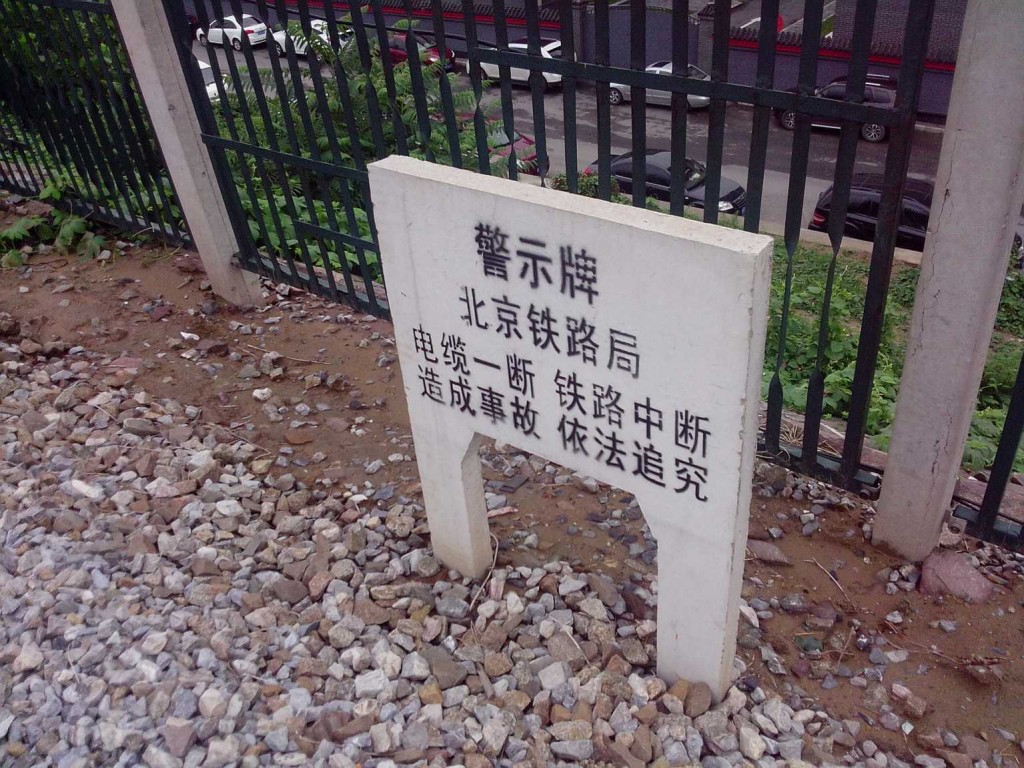 警示牌
北京铁路局
电缆一断 铁路中断
造成事故 依法追究